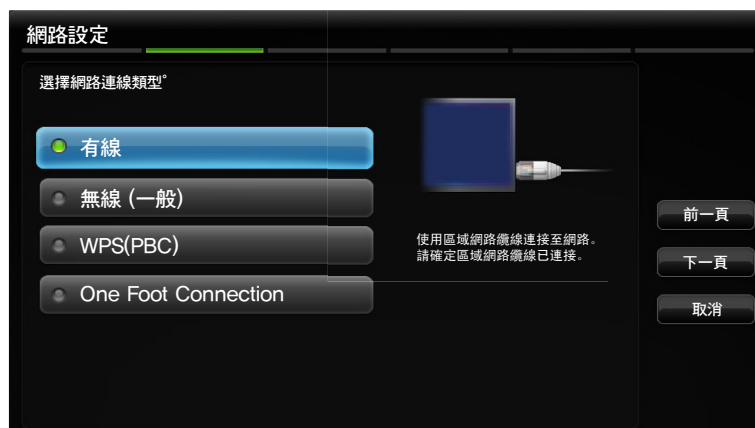 網路設定
選擇網路連線類型。
有線
無線 (一般)
WPS(PBC)
One Foot Connection
使用區域網路纜線連接至網路。
請確定區域網路纜線已連接。
前一頁
下一頁
取消